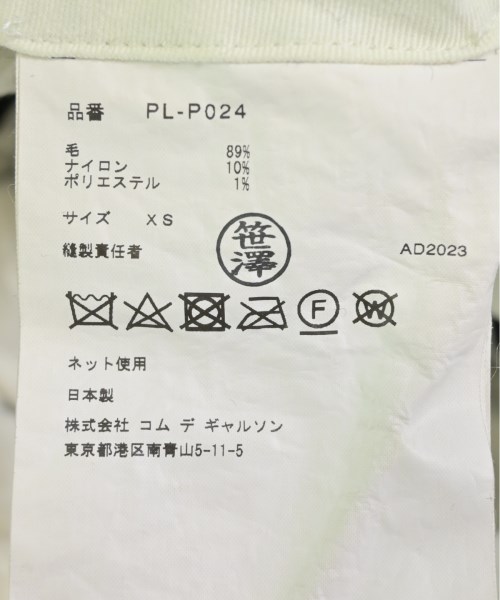 品番 PL-P024
毛 89%
ナイロン 10%
ポリエステル 1%
サイズ XS
縫製責任者 笹澤 AD2023
F W
ネット使用
日本製
株式会社 コム デ ギャルソン
東京都港区南青山5-11-5